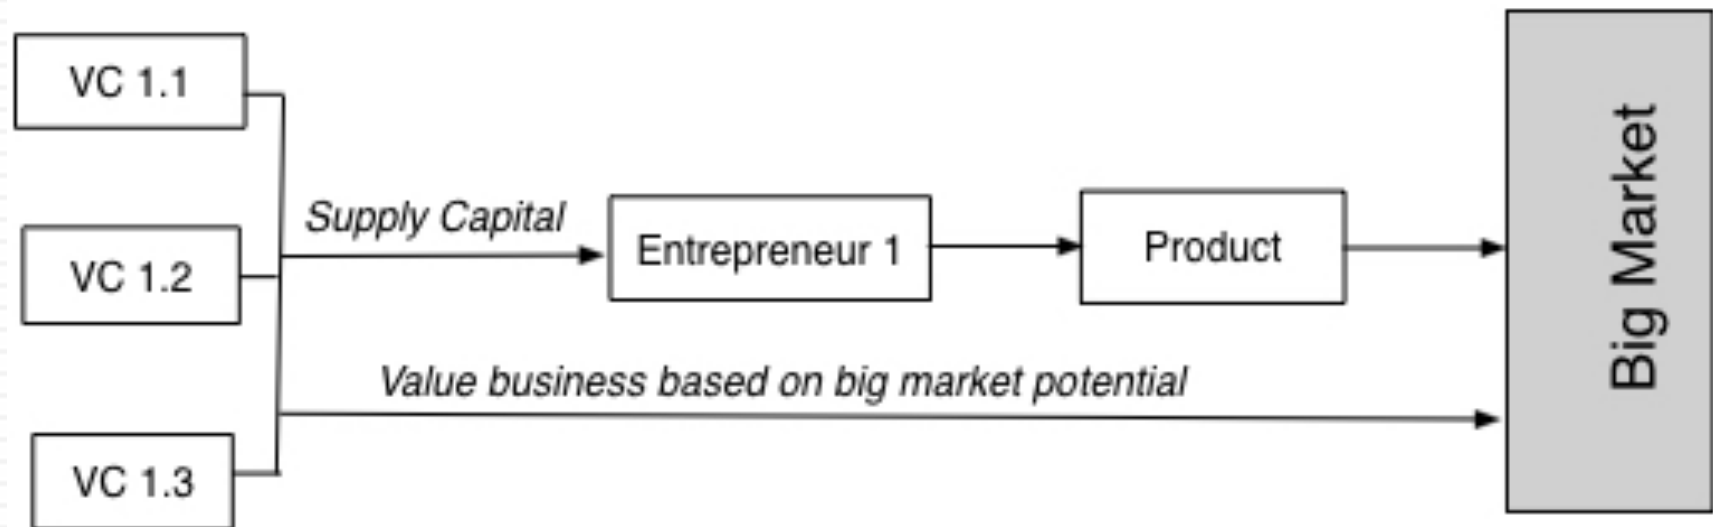 VC 1.1
VC 1.2
VC 1.3
Supply Capital
Entrepreneur 1
Product
Value business based on big market potential
Big Market